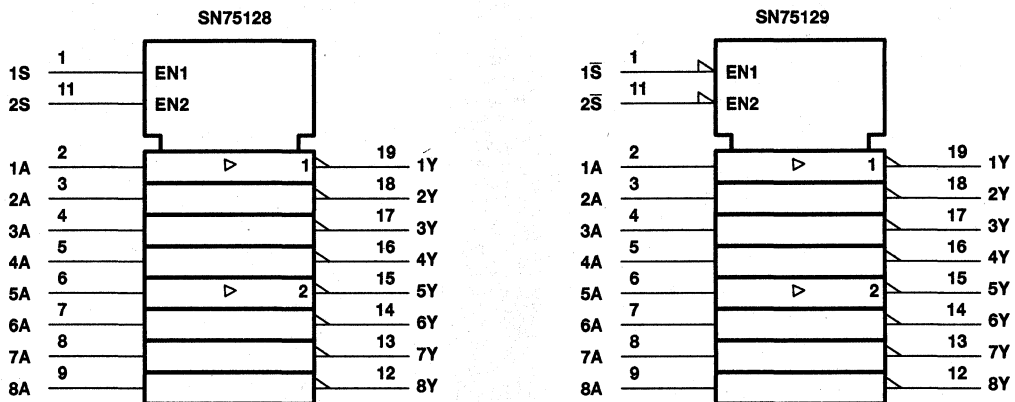 SN75128
1S 1 EN1
2S 11 EN2
1A 2 1 19 1Y
2A 3 18 2Y
3A 4 17 3Y
4A 5 16 4Y
5A 6 2 15 5Y
6A 7 14 6Y
7A 8 13 7Y
8A 9 12 8Y
SN75129
1S̅ 1 EN1
2S̅ 11 EN2
1A 2 1 19 1Y
2A 3 18 2Y
3A 4 17 3Y
4A 5 16 4Y
5A 6 2 15 5Y
6A 7 14 6Y
7A 8 13 7Y
8A 9 12 8Y